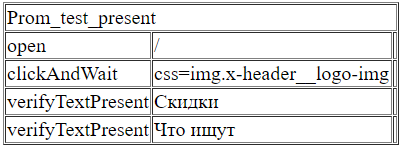 Prom_test_present
open /
clickAndWait css=img.x-header__logo-img
verifyTextPresent Скидки
verifyTextPresent Что ищут